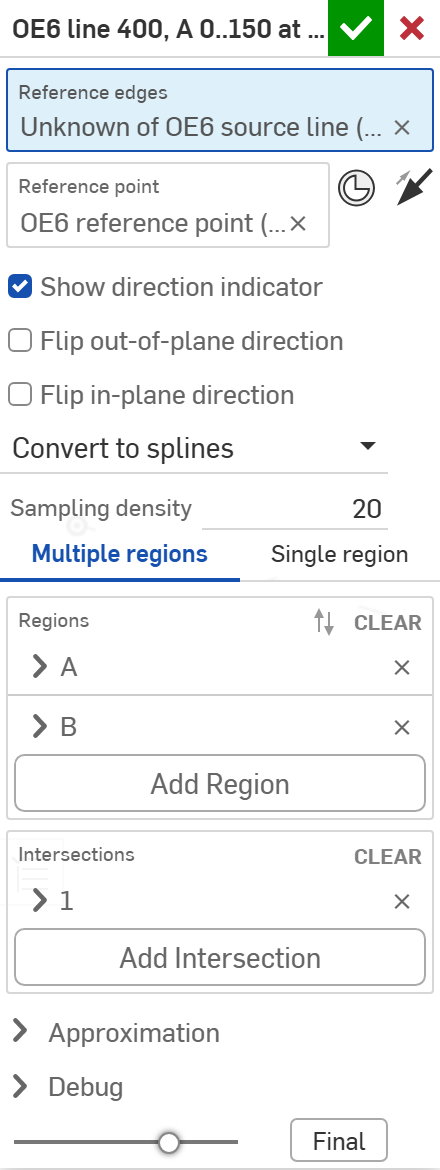 OE6 line 400, A 0..150 at ...
Reference edges
Unknown of OE6 source line (...
Reference point
OE6 reference point (...
Show direction indicator
Flip out-of-plane direction
Flip in-plane direction
Convert to splines
Sampling density 20
Multiple regions Single region
Regions CLEAR
A
B
Add Region
Intersections CLEAR
1
Add Intersection
Approximation
Debug
Final